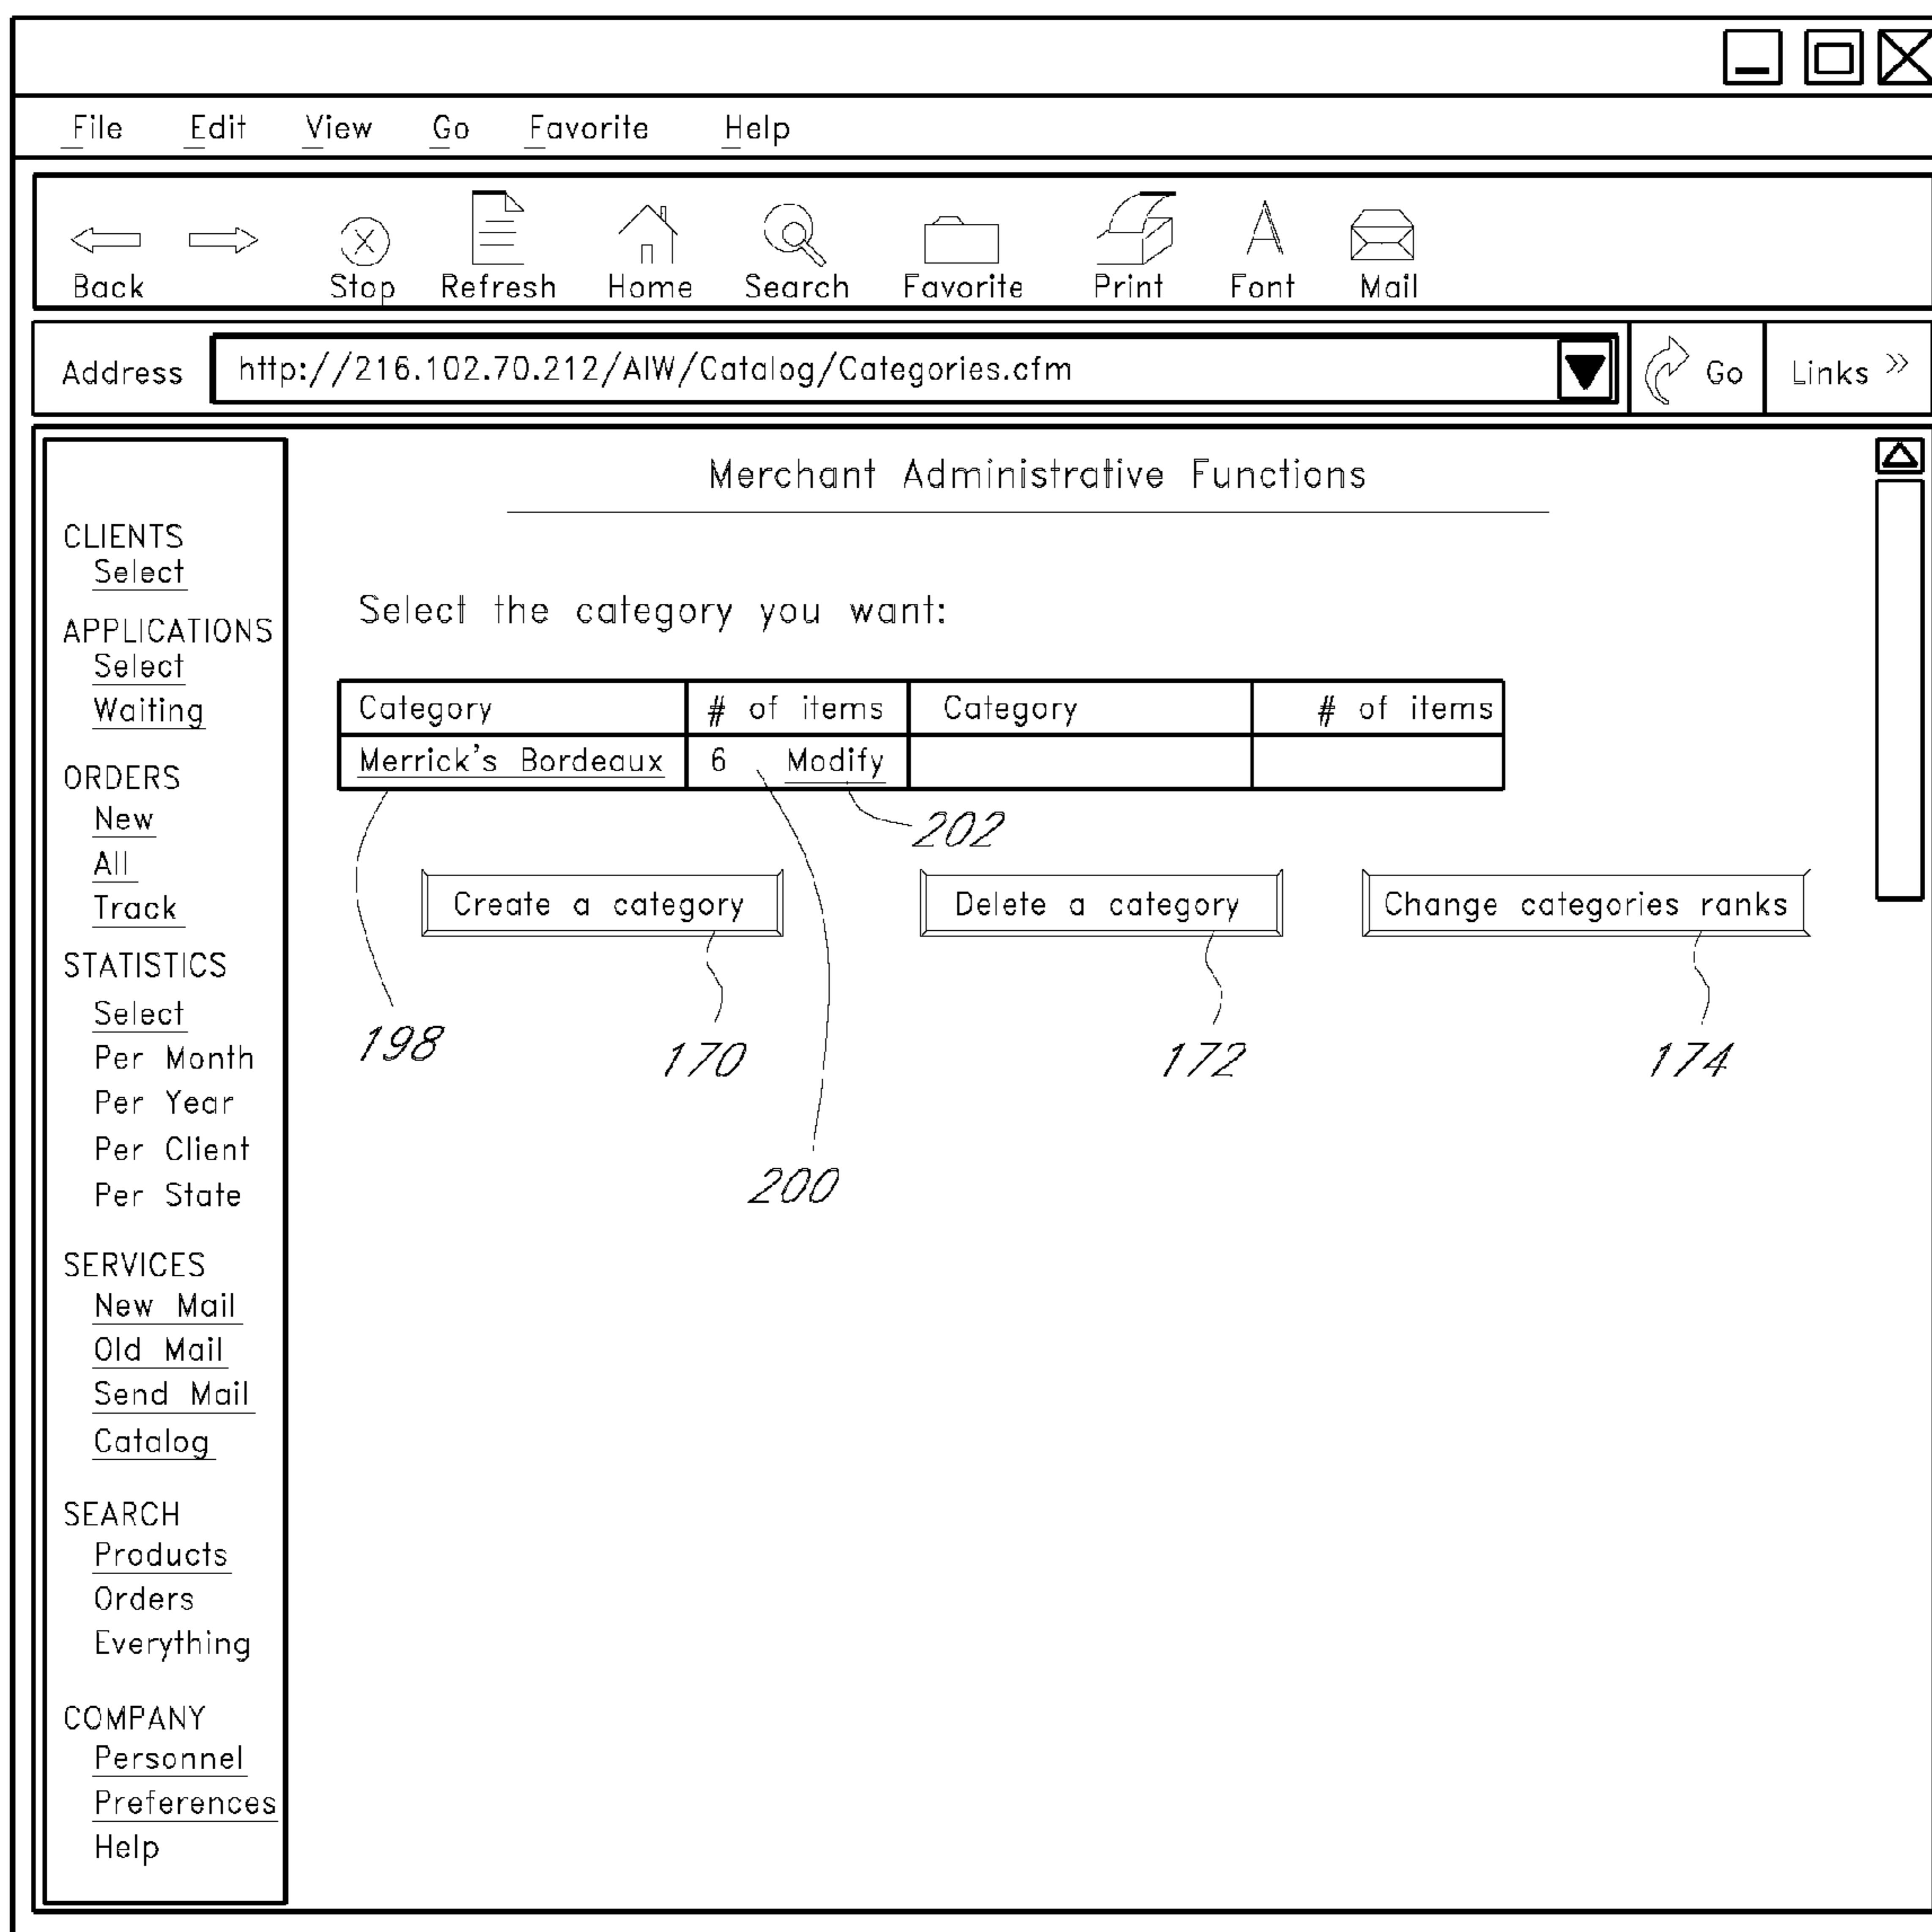 File Edit View Go Favorite Help
Back Stop Refresh Home Search Favorite Print Font Mail
Address http://216.102.70.212/AIW/Catalog/Categories.cfm Go Links »
Merchant Administrative Functions
CLIENTS
Select
APPLICATIONS
Select
Waiting
ORDERS
New
All
Track
STATISTICS
Select
Per Month
Per Year
Per Client
Per State
SERVICES
New Mail
Old Mail
Send Mail
Catalog
SEARCH
Products
Orders
Everything
COMPANY
Personnel
Preferences
Help
Select the category you want:
Category # of items Category # of items
Merrick's Bordeaux 6 Modify
202
Create a category Delete a category Change categories ranks
198 170 172 174
200